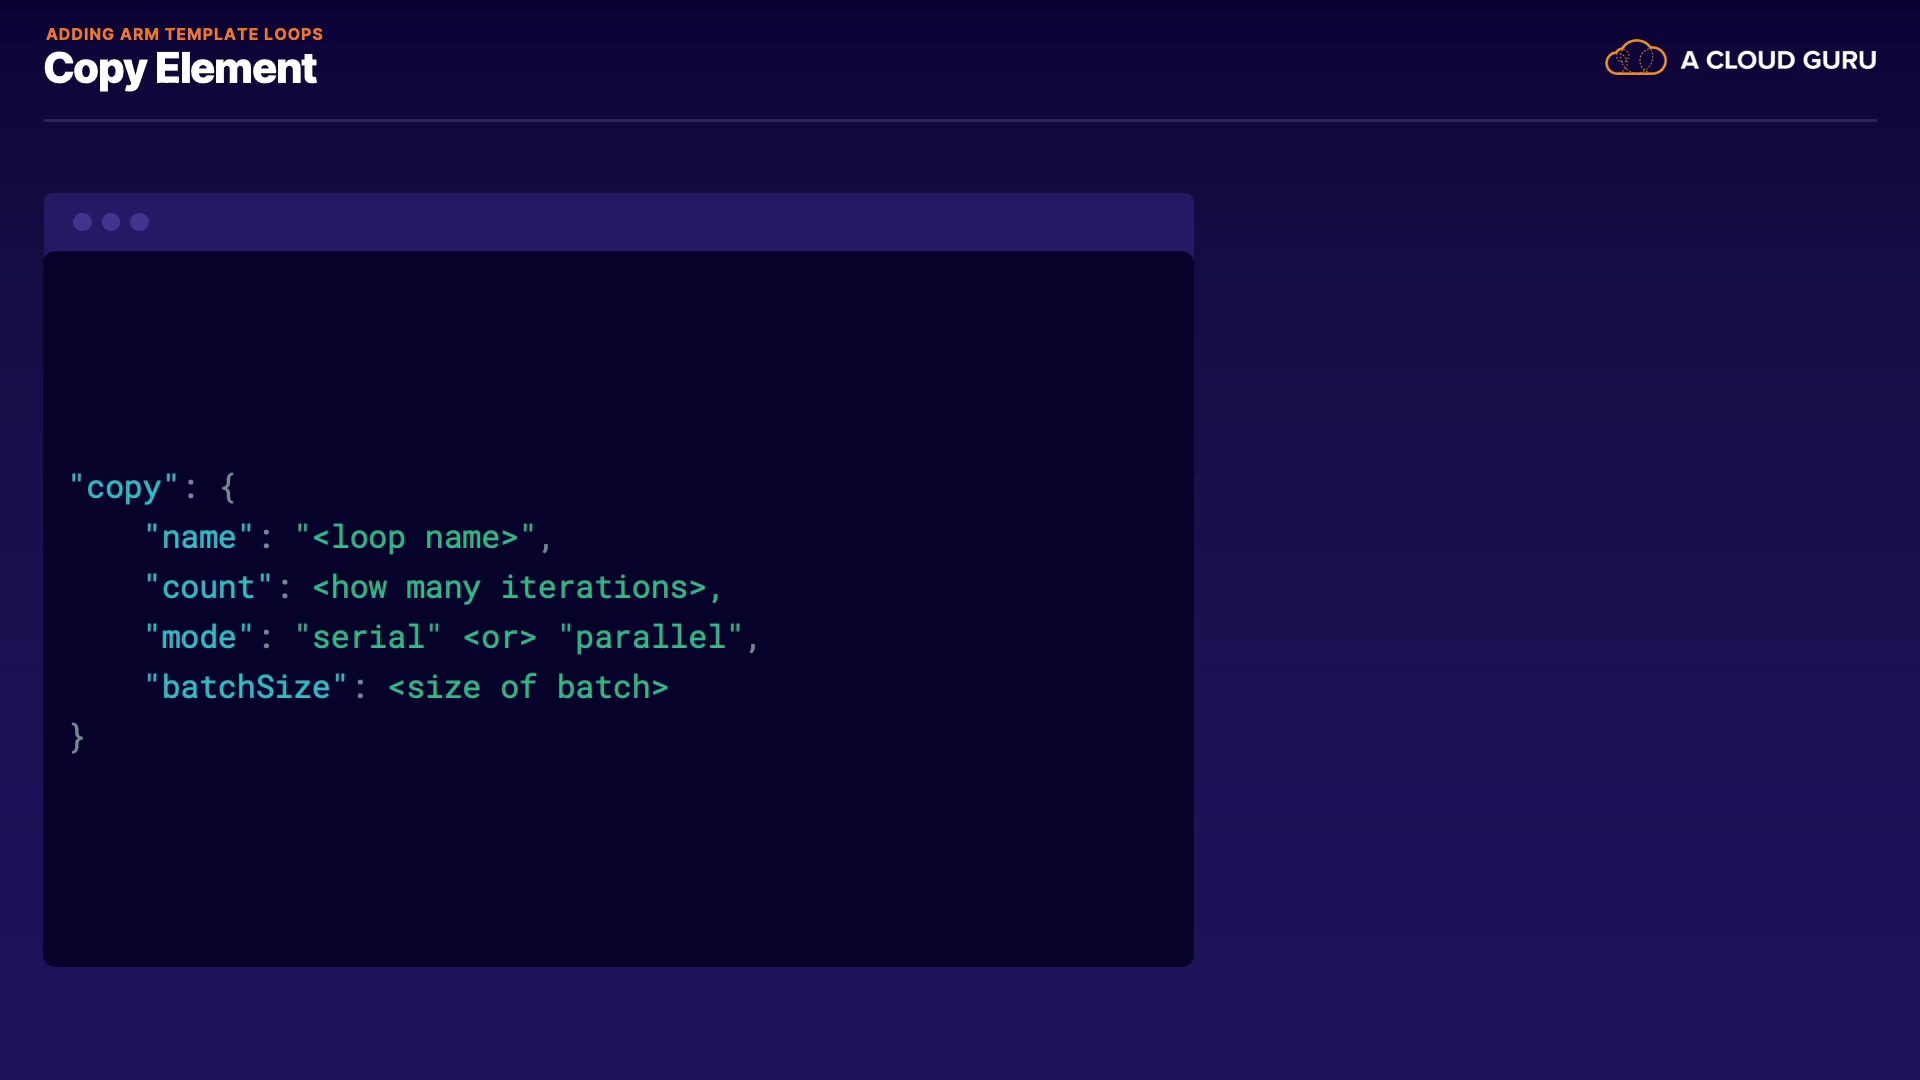 ADDING ARM TEMPLATE LOOPS
Copy Element
A CLOUD GURU
"copy": {
    "name": "<loop name>",
    "count": <how many iterations>,
    "mode": "serial" <or> "parallel",
    "batchSize": <size of batch>
}